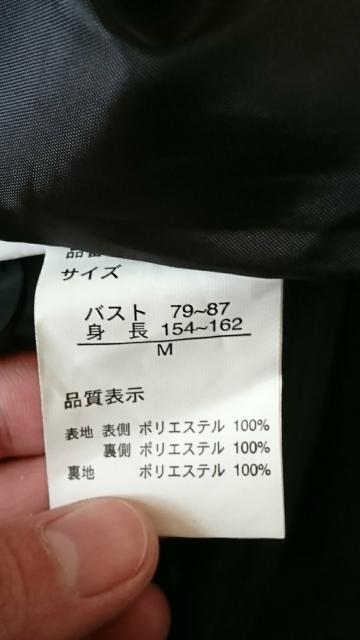 品番
サイズ
バスト 79~87
身 長 154~162
M
品質表示
表地 表側 ポリエステル 100%
裏側 ポリエステル 100%
裏地 ポリエステル 100%